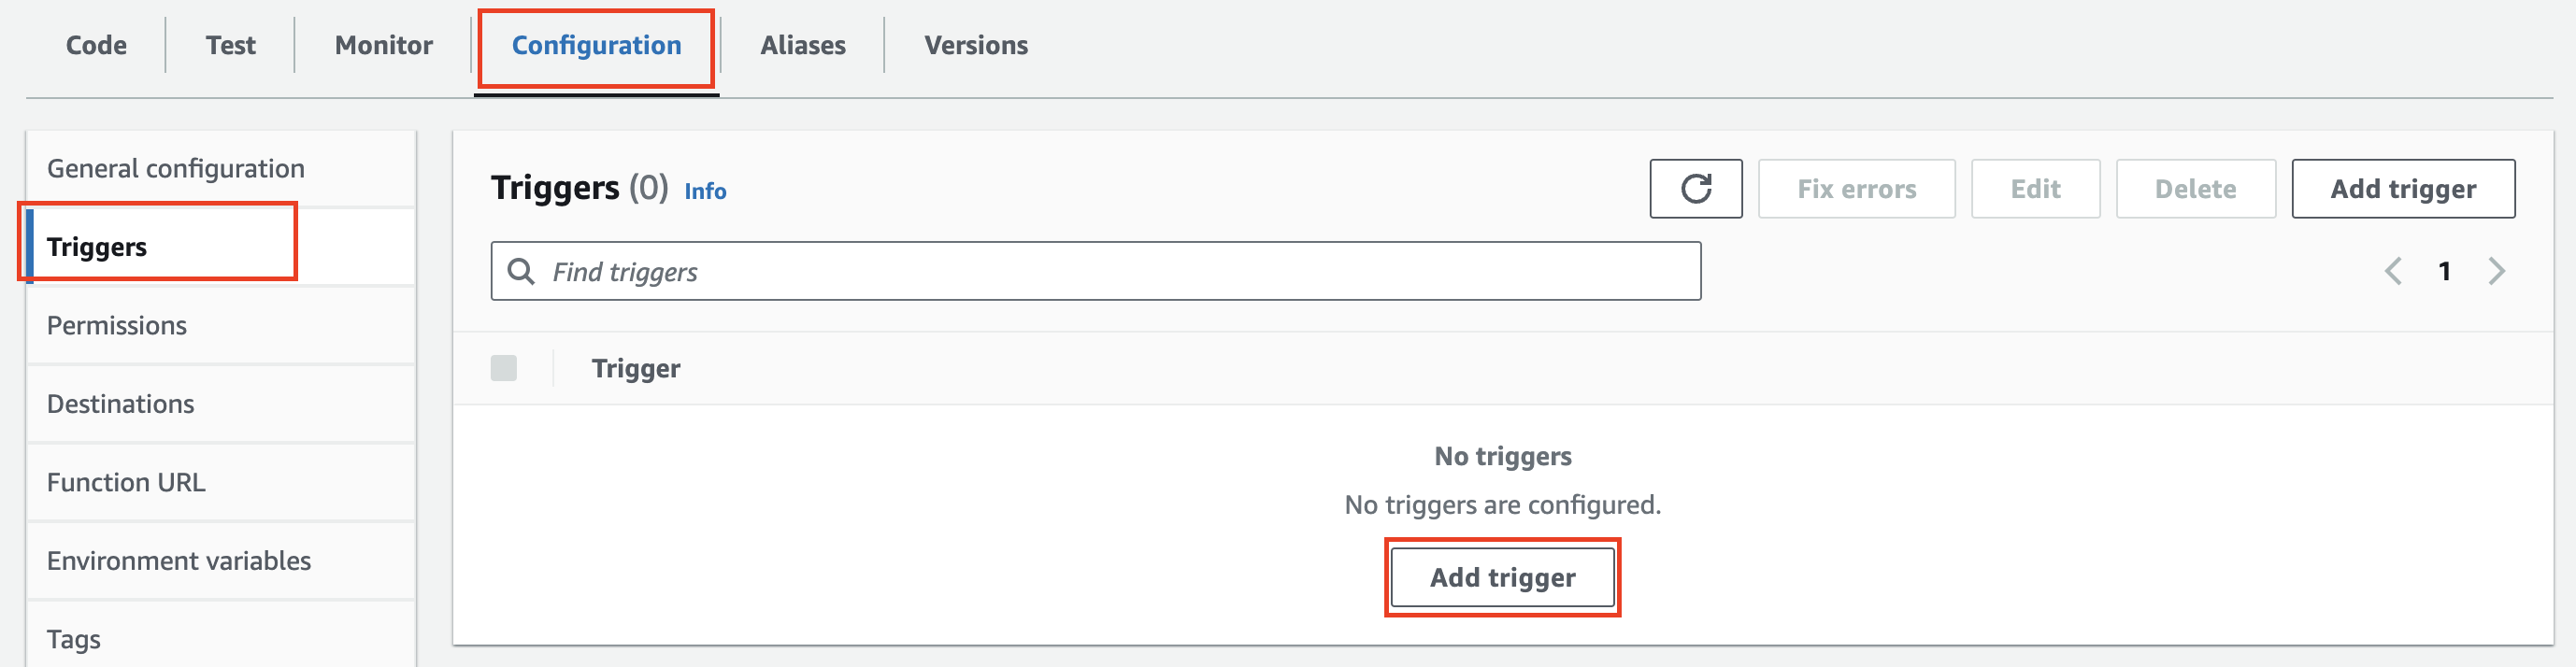 Code Test Monitor Configuration Aliases Versions
General configuration
Triggers
Permissions
Destinations
Function URL
Environment variables
Tags
Triggers (0) Info
Fix errors Edit Delete Add trigger
Find triggers
1
Trigger
No triggers
No triggers are configured.
Add trigger